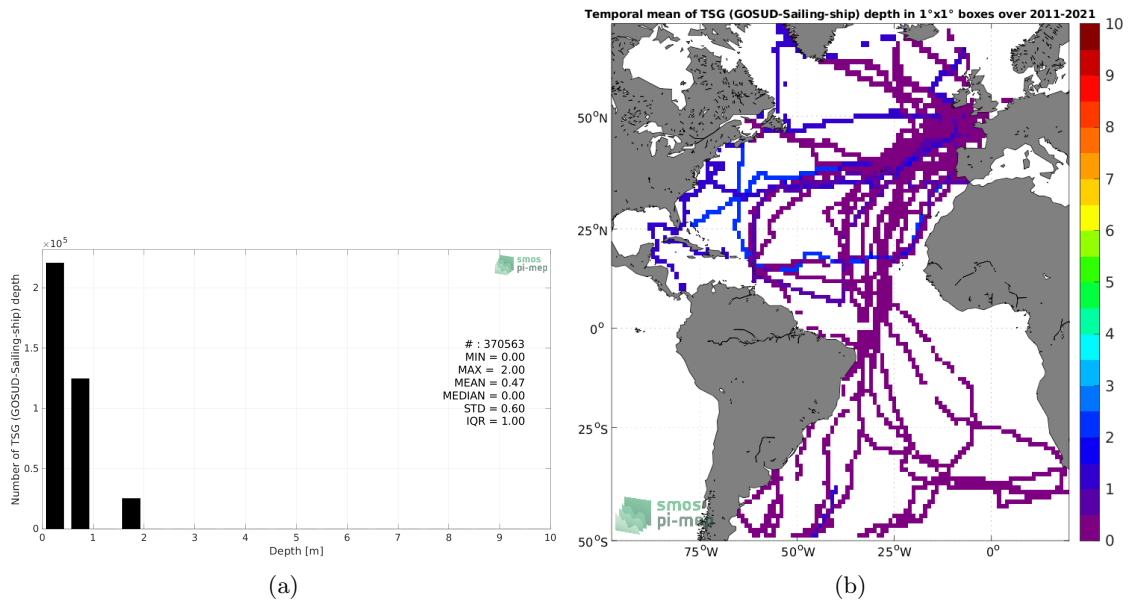 Temporal mean of TSG (GOSUD-Sailing-ship) depth in 1°x1° boxes over 2011-2021
×10⁵
Number of TSG (GOSUD-Sailing-ship) depth
2
1.5
1
0.5
0
0 1 2 3 4 5 6 7 8 9 10
Depth [m]
smos
pi-mep
# : 370563
MIN = 0.00
MAX = 2.00
MEAN = 0.47
MEDIAN = 0.00
STD = 0.60
IQR = 1.00
(a)
50°N
25°N
0°
25°S
50°S
75°W 50°W 25°W 0°
smos
pi-mep
10
9
8
7
6
5
4
3
2
1
0
(b)